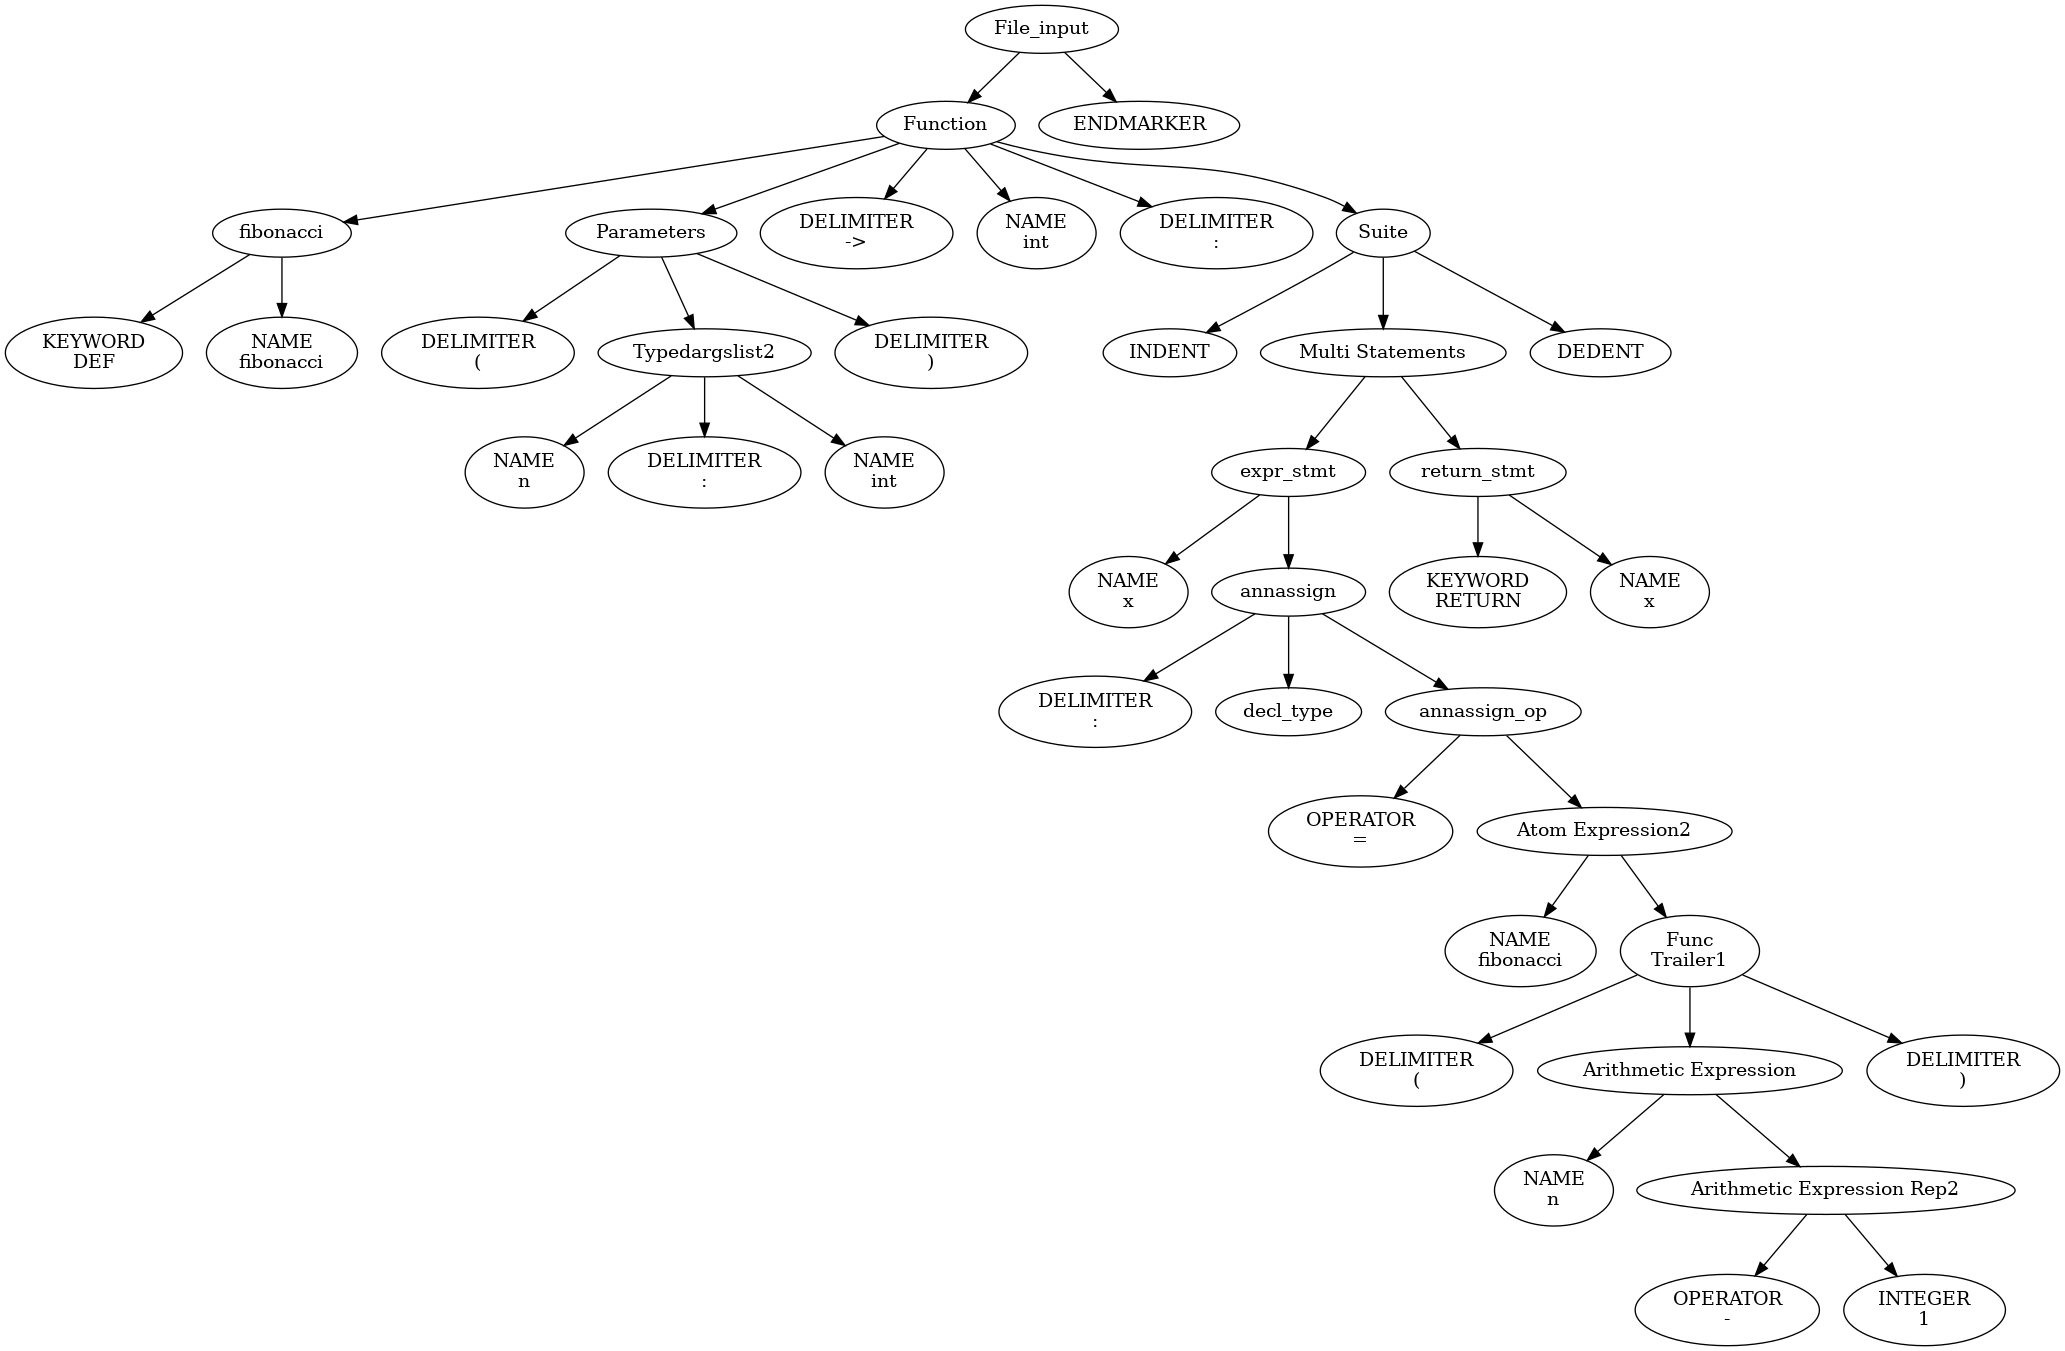 File_input
Function
ENDMARKER
fibonacci
Parameters
DELIMITER
->
NAME
int
DELIMITER
:
Suite
KEYWORD
DEF
NAME
fibonacci
DELIMITER
(
Typedargslist2
DELIMITER
)
INDENT
Multi Statements
DEDENT
NAME
n
DELIMITER
:
NAME
int
expr_stmt
return_stmt
NAME
x
annassign
KEYWORD
RETURN
NAME
x
DELIMITER
:
decl_type
annassign_op
OPERATOR
=
Atom Expression2
NAME
fibonacci
Func
Trailer1
DELIMITER
(
Arithmetic Expression
DELIMITER
)
NAME
n
Arithmetic Expression Rep2
OPERATOR
-
INTEGER
1